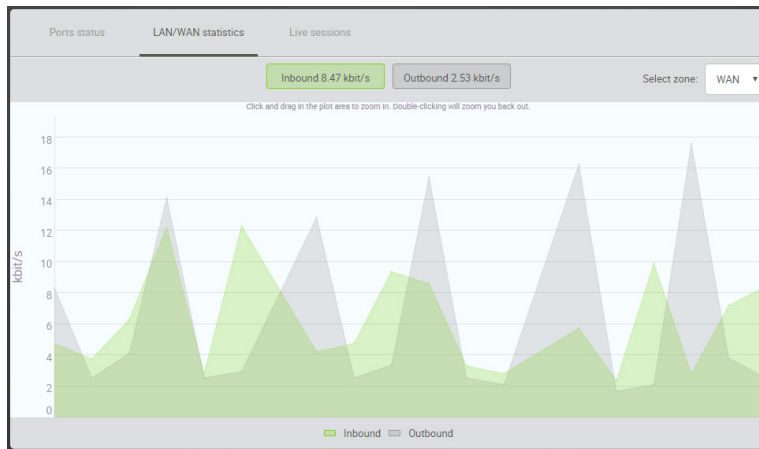 Ports status LAN/WAN statistics Live sessions
Inbound 8.47 kbit/s Outbound 2.53 kbit/s Select zone: WAN
Click and drag in the plot area to zoom in. Double-clicking will zoom you back out.
kbit/s
18
16
14
12
10
8
6
4
2
0
Inbound Outbound